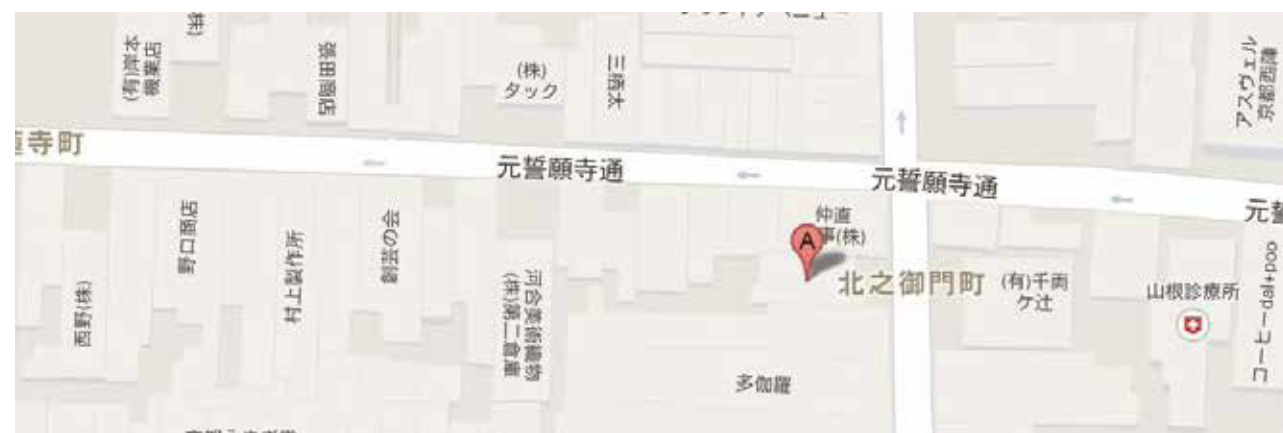 (株)
(有)岸本
機業店
(株)
タック
三栖太
アスヴェル
京都西陣
寺町
元誓願寺通
元誓願寺通
野口商店
村上製作所
創芸の会
西野(株)
河合美術織物
(株)第二倉庫
仲直
事(株)
A
北之御門町
(有)千両
ケ辻
山根診療所
コーヒーdal+poo
多伽羅